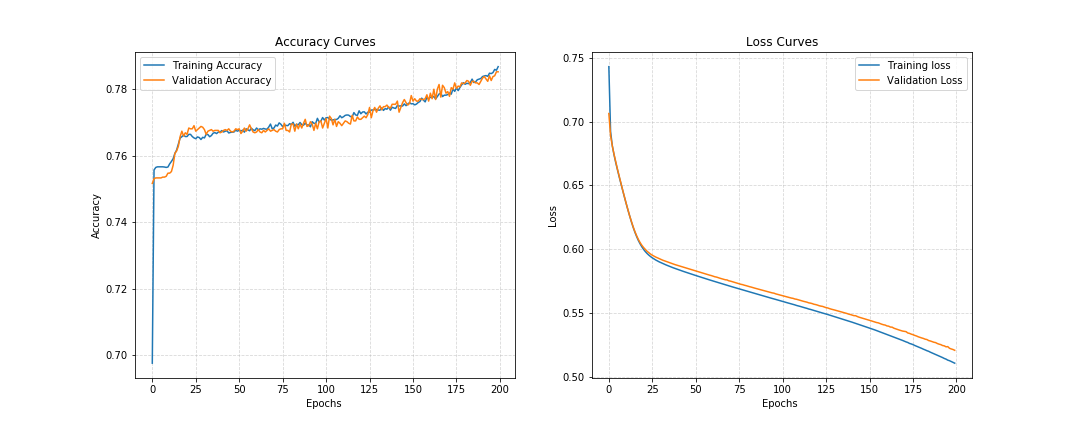 Accuracy Curves
Training Accuracy
Validation Accuracy
0.78
0.76
0.74
0.72
0.70
Accuracy
0 25 50 75 100 125 150 175 200
Epochs
Loss Curves
Training loss
Validation Loss
0.75
0.70
0.65
0.60
0.55
0.50
Loss
0 25 50 75 100 125 150 175 200
Epochs